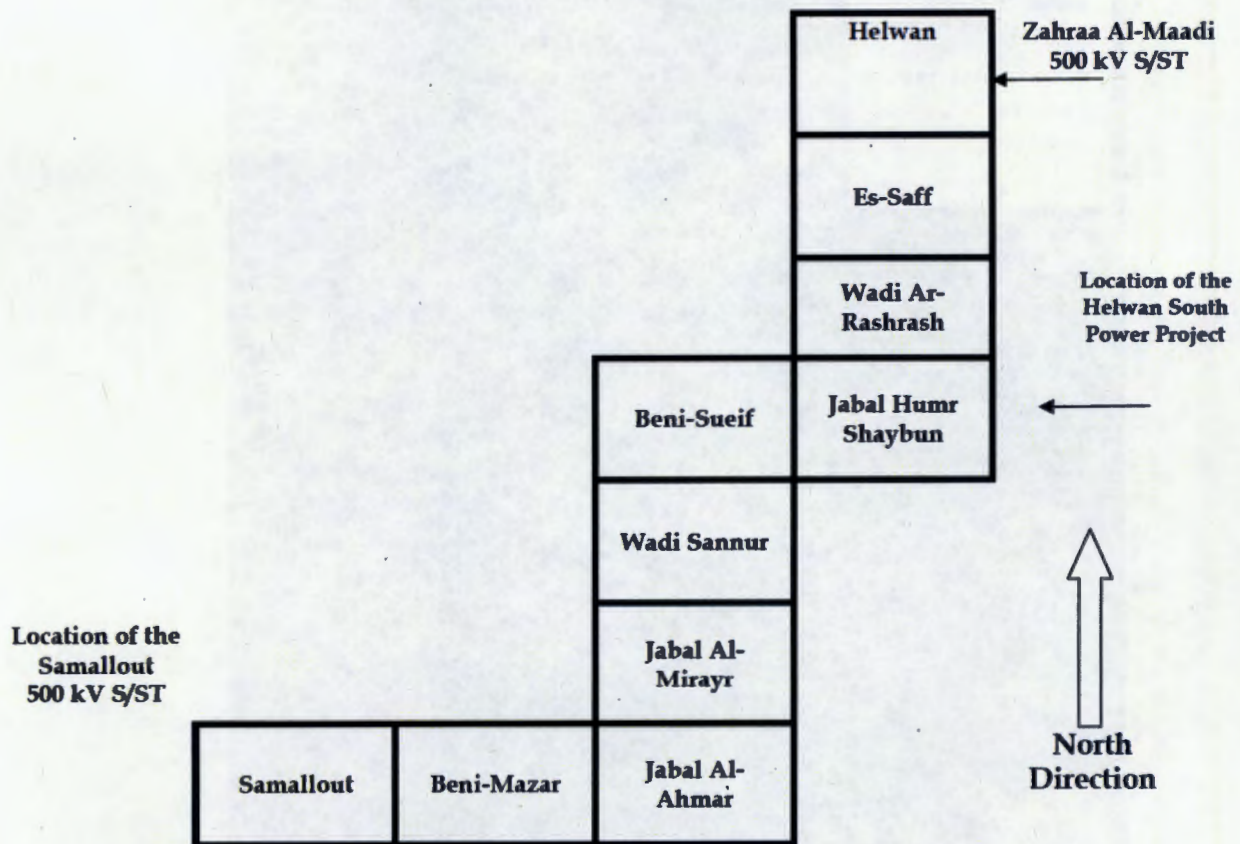 Helwan
Zahraa Al-Maadi
500 kV S/ST
Es-Saff
Wadi Ar-
Rashrash
Location of the
Helwan South
Power Project
Beni-Sueif
Jabal Humr
Shaybun
Wadi Sannur
Location of the
Samallout
500 kV S/ST
Jabal Al-
Mirayr
North
Direction
Samallout
Beni-Mazar
Jabal Al-
Ahmar